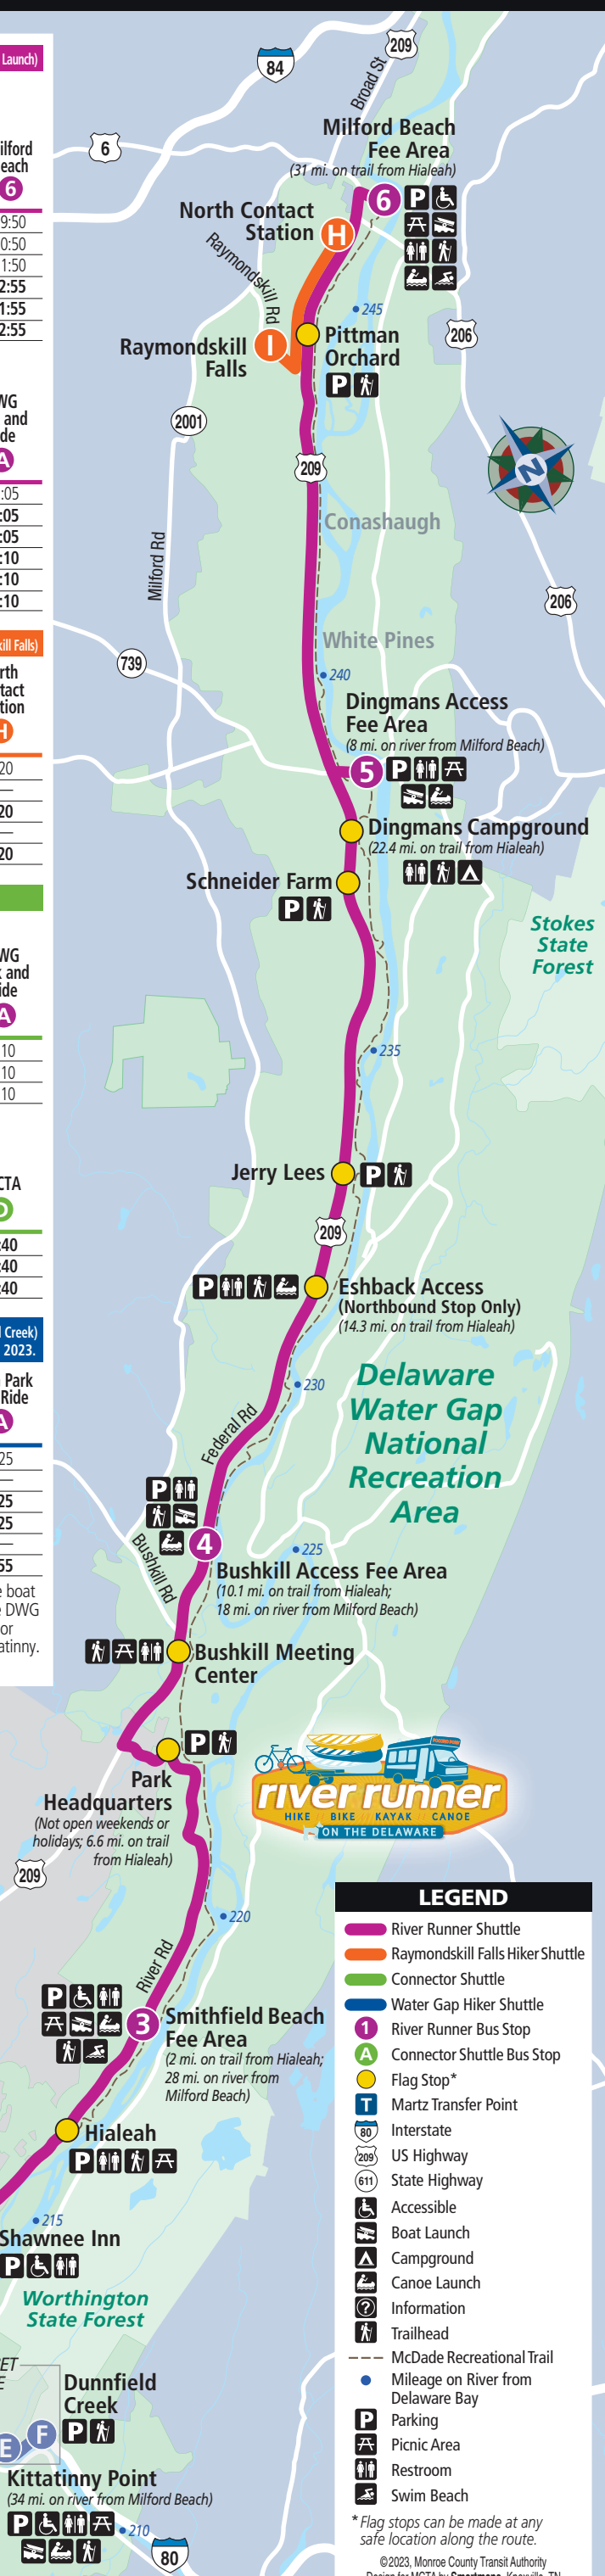 Launch)
ilford
each
6
9:50
0:50
1:50
2:55
1:55
2:55
WG
and
de
A
:05
:05
:05
:10
:10
:10
kill Falls)
rth
tact
tion
H
20
—
20
—
20
WG
k and
ide
A
10
10
10
CTA
D
:40
:40
:40
l Creek)
2023.
Park
Ride
A
25
—
25
25
—
55
e boat
e DWG
or
atinny.
84
209
Broad St
6
Milford Beach
Fee Area
(31 mi. on trail from Hialeah)
6
P
North Contact
Station
H
Raymondskill Rd
245
Raymondskill
Falls
I
Pittman
Orchard
P
206
2001
209
N
Conashaugh
Milford Rd
206
White Pines
739
240
Dingmans Access
Fee Area
(8 mi. on river from Milford Beach)
5
P
Dingmans Campground
(22.4 mi. on trail from Hialeah)
Schneider Farm
P
Stokes
State
Forest
235
Jerry Lees
P
209
P
Eshback Access
(Northbound Stop Only)
(14.3 mi. on trail from Hialeah)
230
Delaware
Water Gap
National
Recreation
Area
Federal Rd
P
4
225
Bushkill Rd
Bushkill Access Fee Area
(10.1 mi. on trail from Hialeah;
18 mi. on river from Milford Beach)
Bushkill Meeting
Center
P
Park
Headquarters
(Not open weekends or
holidays; 6.6 mi. on trail
from Hialeah)
river runner
HIKE BIKE KAYAK CANOE
ON THE DELAWARE
209
220
River Rd
P
3
Smithfield Beach
Fee Area
(2 mi. on trail from Hialeah;
28 mi. on river from
Milford Beach)
Hialeah
P
215
Shawnee Inn
P
Worthington
State Forest
ET
E
Dunnfield
Creek
P
E
F
Kittatinny Point
(34 mi. on river from Milford Beach)
P
210
80
LEGEND
River Runner Shuttle
Raymondskill Falls Hiker Shuttle
Connector Shuttle
Water Gap Hiker Shuttle
1 River Runner Bus Stop
A Connector Shuttle Bus Stop
Flag Stop*
T Martz Transfer Point
80 Interstate
209 US Highway
611 State Highway
Accessible
Boat Launch
Campground
Canoe Launch
? Information
Trailhead
McDade Recreational Trail
Mileage on River from
Delaware Bay
P Parking
Picnic Area
Restroom
Swim Beach
* Flag stops can be made at any
safe location along the route.
©2023, Monroe County Transit Authority
Design for MCTA by Smartmaps, Knoxville, TN